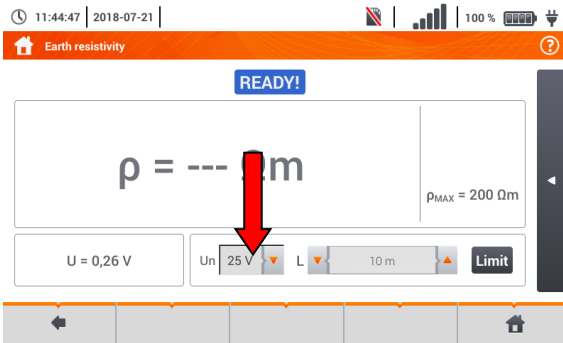 11:44:47 2018-07-21 100 %
Earth resistivity ?
READY!
ρ = --- Ωm
ρMAX = 200 Ωm
U = 0,26 V Un 25 V L 10 m Limit